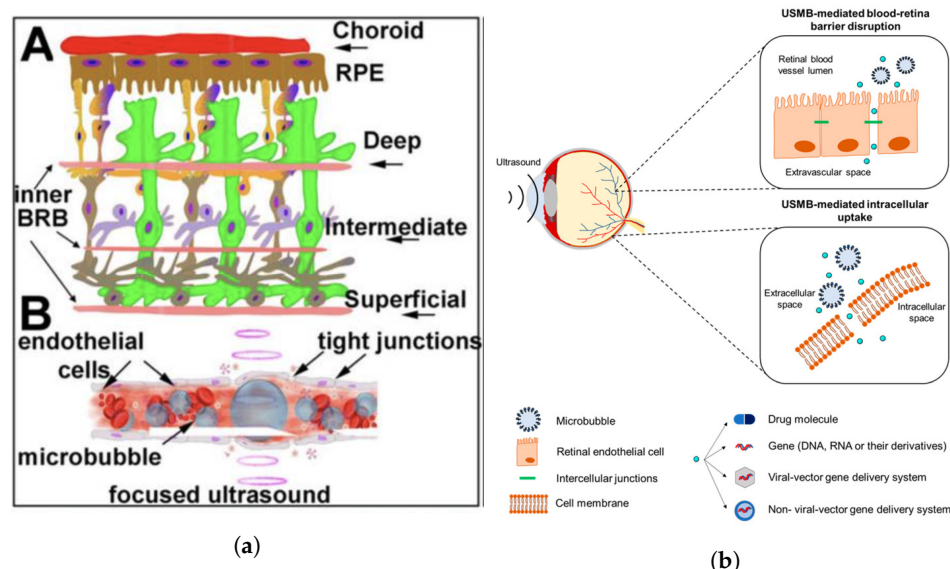 A
Choroid
RPE
Deep
inner
BRB
Intermediate
Superficial
B
endothelial
cells
tight junctions
microbubble
focused ultrasound
(a)
b)
USMB-mediated blood-retina
barrier disruption
Retinal blood
vessel lumen
Extravascular space
Ultrasound
USMB-mediated intracellular
uptake
Extracellular
space
Intracellular
space
Microbubble
Retinal endothelial cell
Intercellular junctions
Cell membrane
Drug molecule
Gene (DNA, RNA or their derivatives)
Viral-vector gene delivery system
Non- viral-vector gene delivery system
(b)